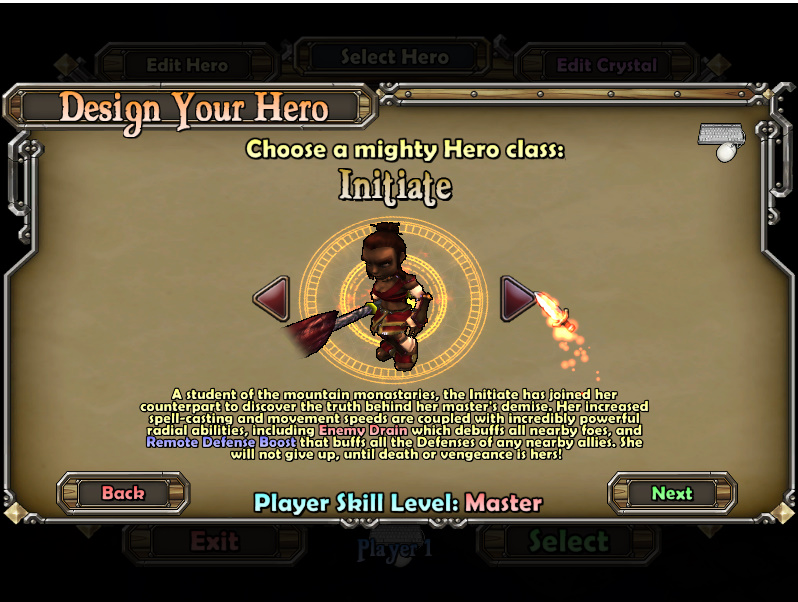 Edit Hero
Select Hero
Edit Crystal
Design Your Hero
Choose a mighty Hero class:
Initiate
A student of the mountain monastaries, the Initiate has joined her
counterpart to discover the truth behind her master's demise. Her increased
spell-casting and movement speeds are coupled with incredibly powerful
radial abilities, including Enemy Drain which debuffs all nearby foes, and
Remote Defense Boost that buffs all the Defenses of any nearby allies. She
will not give up, until death or vengeance is hers!
Back
Player Skill Level: Master
Next
Exit
Player 1
Select